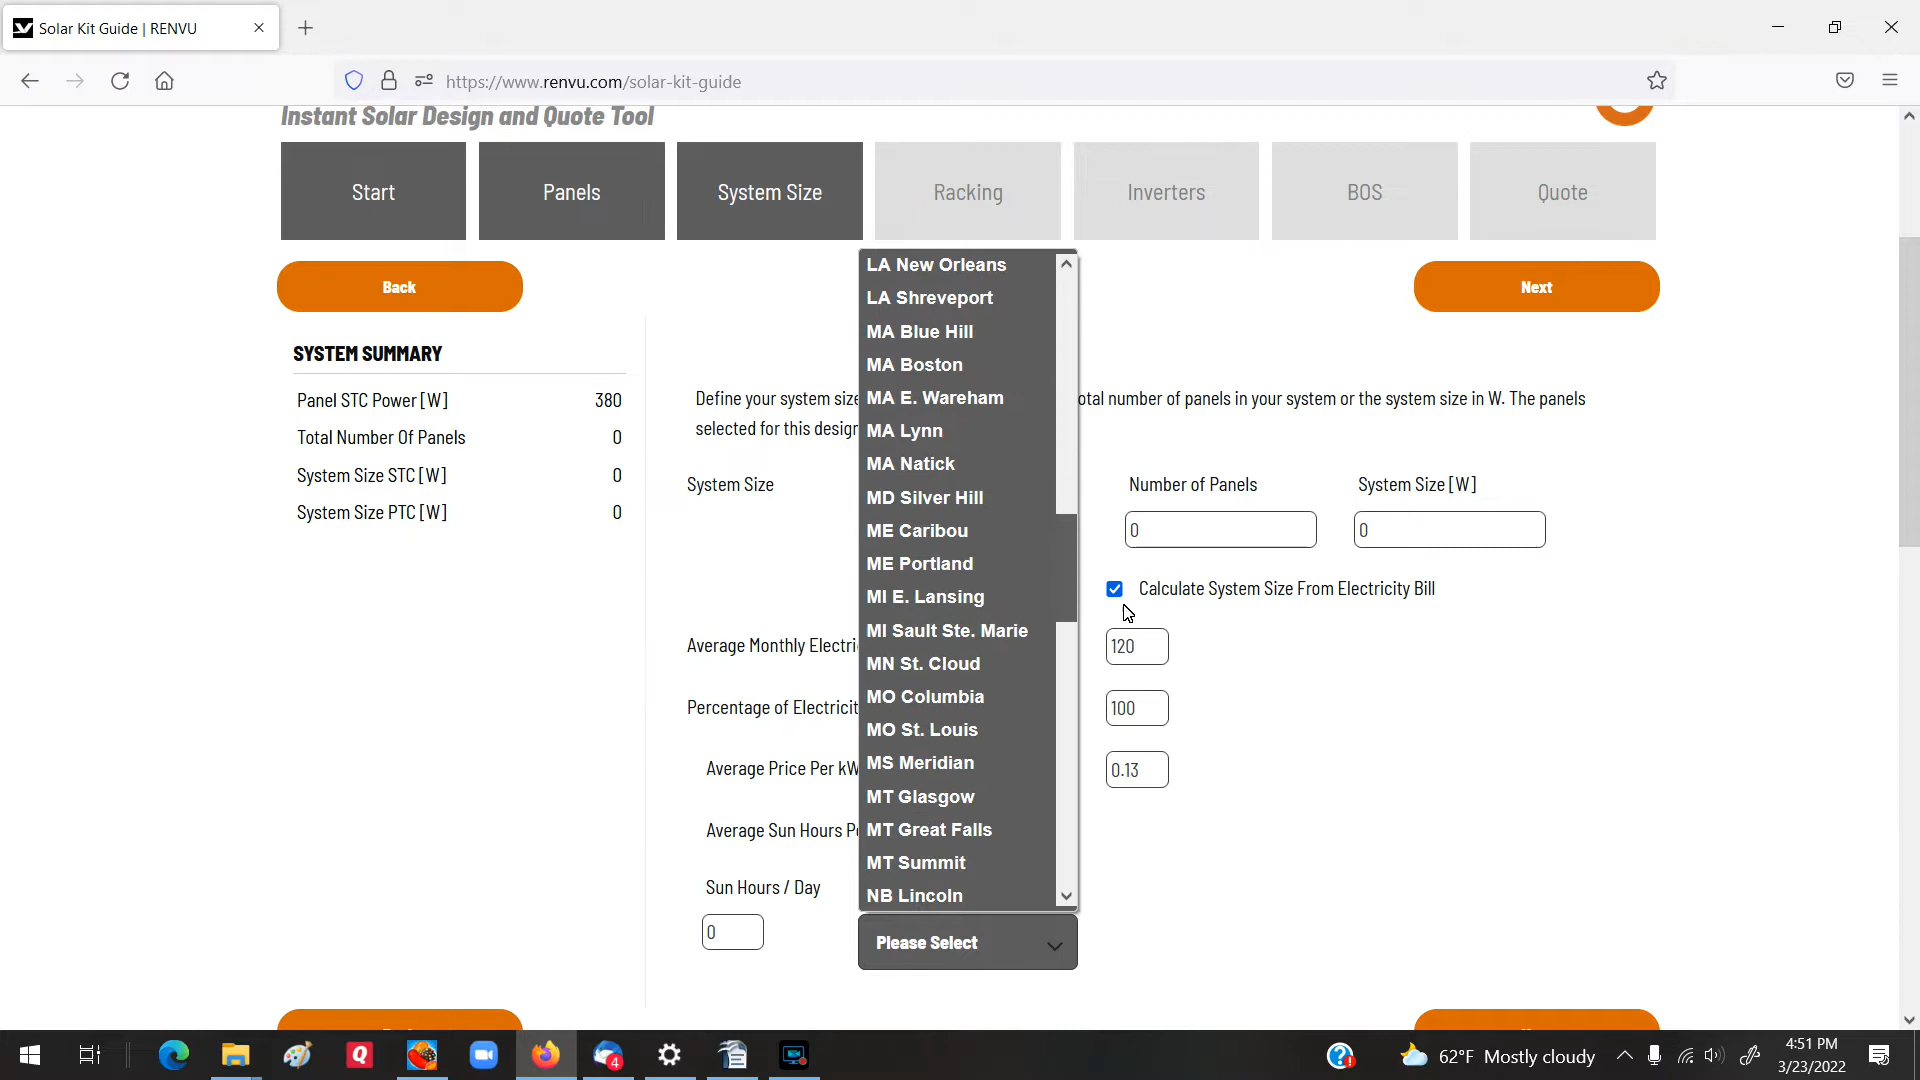 Solar Kit Guide | RENVU
https://www.renvu.com/solar-kit-guide
Instant Solar Design and Quote Tool
Start
Panels
System Size
Racking
Inverters
BOS
Quote
Back
Next
SYSTEM SUMMARY
Panel STC Power [W] 380
Total Number Of Panels 0
System Size STC [W] 0
System Size PTC [W] 0
Define your system size
otal number of panels in your system or the system size in W. The panels
selected for this design
System Size
Number of Panels
System Size [W]
0
0
Calculate System Size From Electricity Bill
Average Monthly Electri
120
Percentage of Electricit
100
Average Price Per kW
0.13
Average Sun Hours P
Sun Hours / Day
0
LA New Orleans
LA Shreveport
MA Blue Hill
MA Boston
MA E. Wareham
MA Lynn
MA Natick
MD Silver Hill
ME Caribou
ME Portland
MI E. Lansing
MI Sault Ste. Marie
MN St. Cloud
MO Columbia
MO St. Louis
MS Meridian
MT Glasgow
MT Great Falls
MT Summit
NB Lincoln
Please Select
4
62°F Mostly cloudy
4:51 PM
3/23/2022